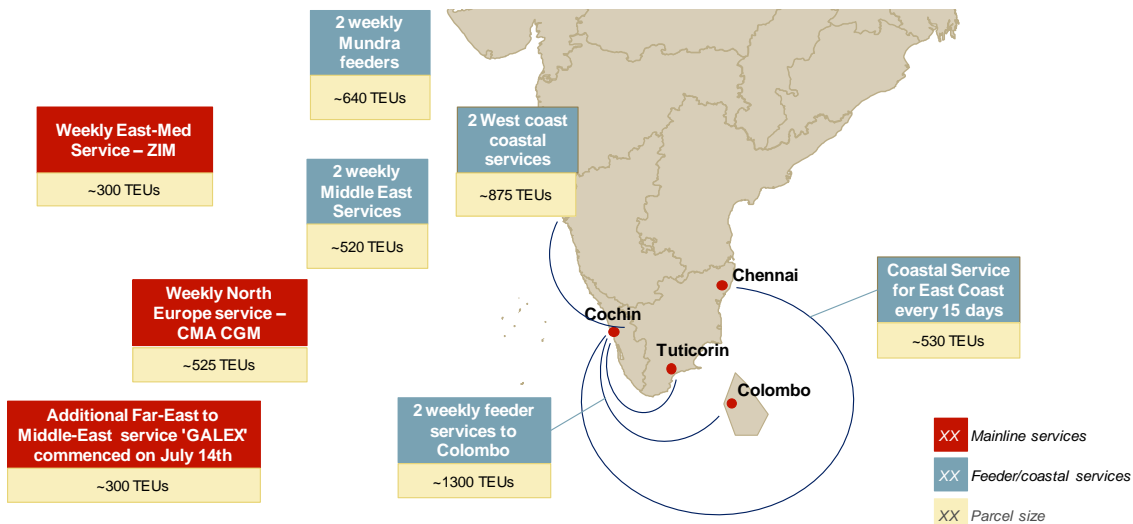 2 weekly
Mundra
feeders
~640 TEUs
Weekly East-Med
Service – ZIM
~300 TEUs
2 West coast
coastal
services
~875 TEUs
2 weekly
Middle East
Services
~520 TEUs
Weekly North
Europe service –
CMA CGM
~525 TEUs
Additional Far-East to
Middle-East service 'GALEX'
commenced on July 14th
~300 TEUs
2 weekly feeder
services to
Colombo
~1300 TEUs
Coastal Service
for East Coast
every 15 days
~530 TEUs
Chennai
Cochin
Tuticorin
Colombo
XX Mainline services
XX Feeder/coastal services
XX Parcel size